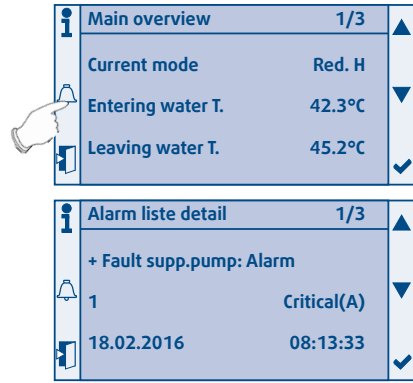 Main overview 1/3
Current mode Red. H
Entering water T. 42.3°C
Leaving water T. 45.2°C
Alarm liste detail 1/3
+ Fault supp.pump: Alarm
1 Critical(A)
18.02.2016 08:13:33